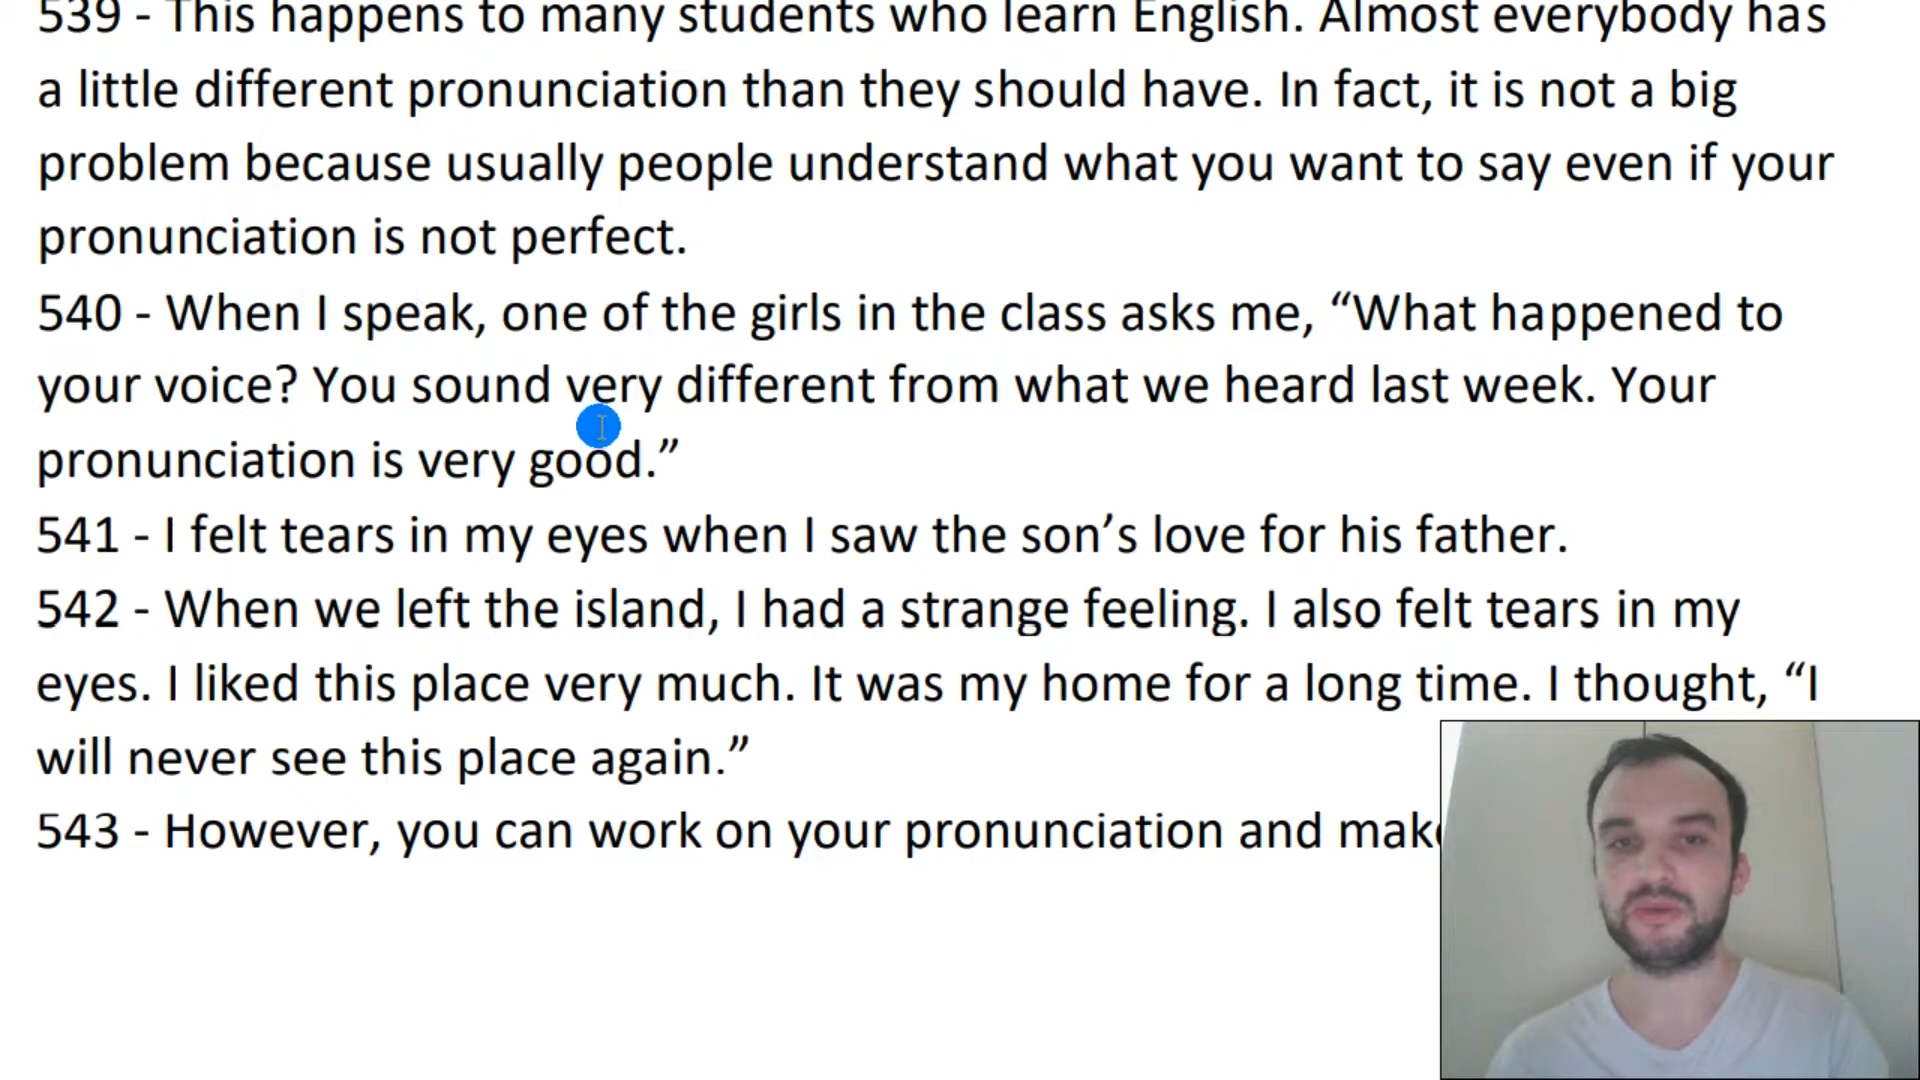 539 - This happens to many students who learn English. Almost everybody has
a little different pronunciation than they should have. In fact, it is not a big
problem because usually people understand what you want to say even if your
pronunciation is not perfect.
540 - When I speak, one of the girls in the class asks me, “What happened to
your voice? You sound very different from what we heard last week. Your
pronunciation is very good.”
541 - I felt tears in my eyes when I saw the son’s love for his father.
542 - When we left the island, I had a strange feeling. I also felt tears in my
eyes. I liked this place very much. It was my home for a long time. I thought, “I
will never see this place again.”
543 - However, you can work on your pronunciation and make